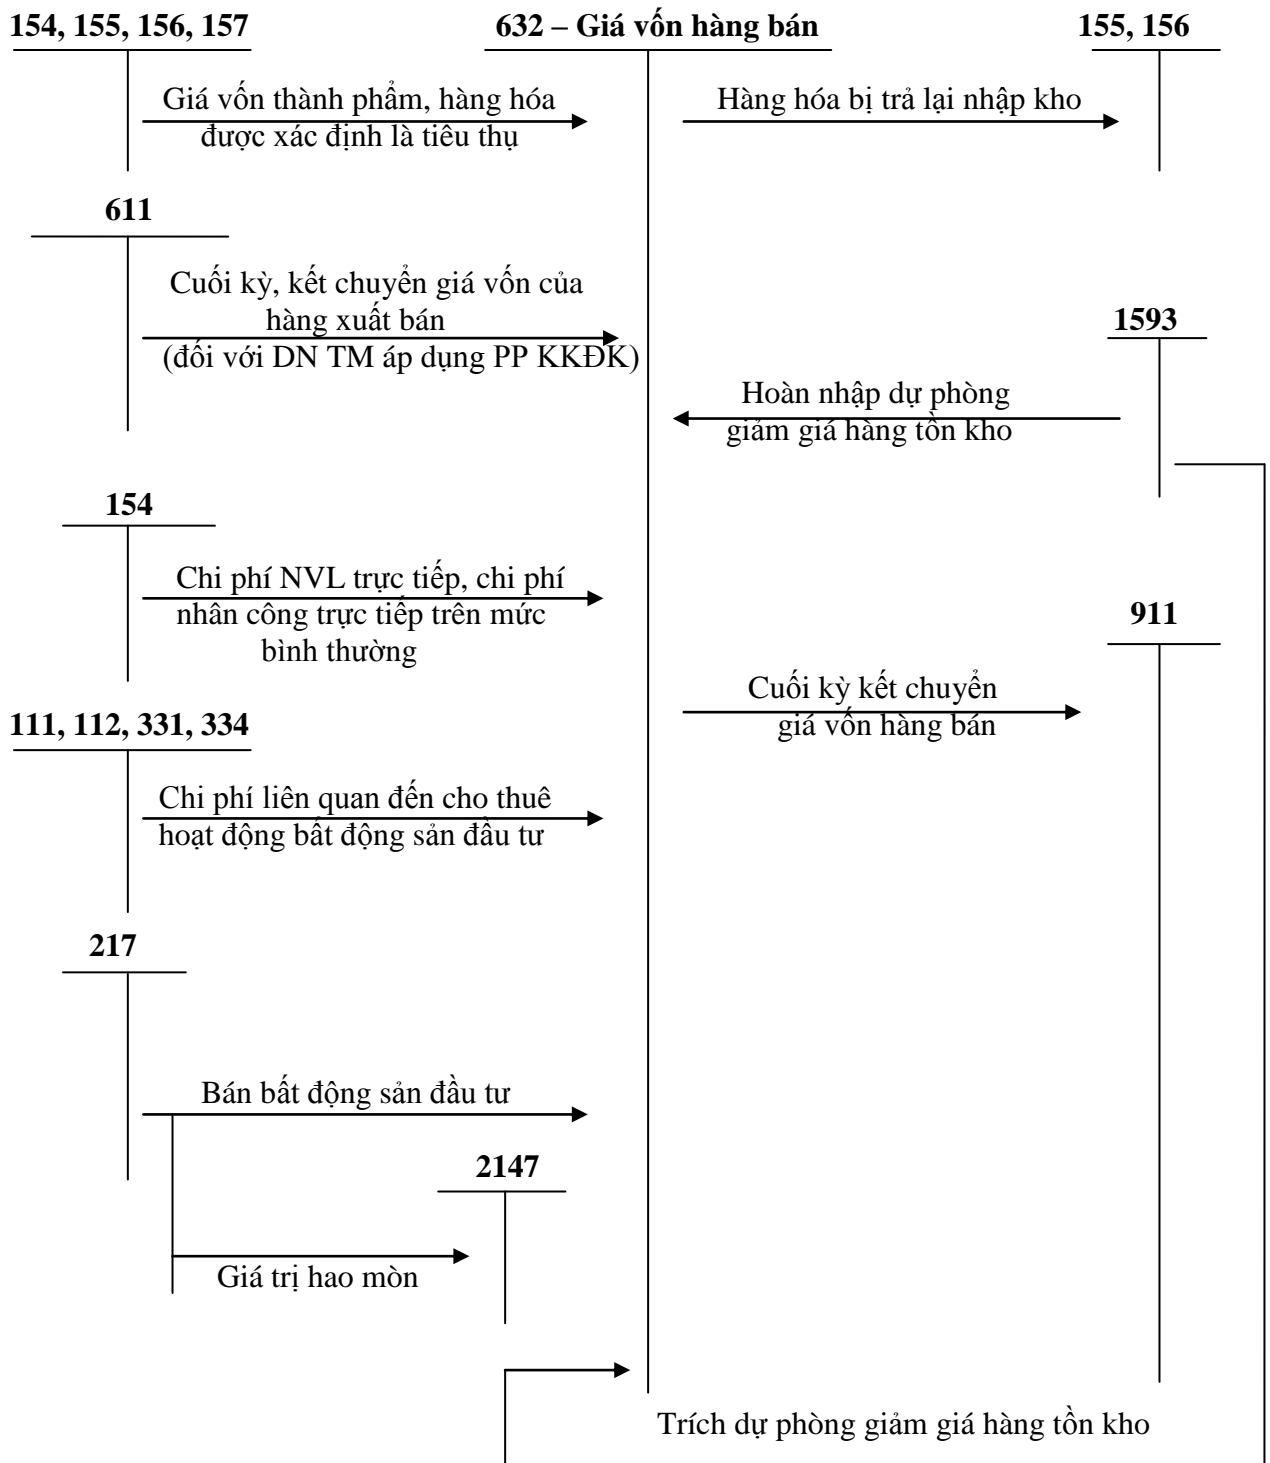 154, 155, 156, 157
632 – Giá vốn hàng bán
155, 156
Giá vốn thành phẩm, hàng hóa
được xác định là tiêu thụ
Hàng hóa bị trả lại nhập kho
611
Cuối kỳ, kết chuyển giá vốn của
hàng xuất bán
(đối với DN TM áp dụng PP KKĐK)
1593
Hoàn nhập dự phòng
giảm giá hàng tồn kho
154
Chi phí NVL trực tiếp, chi phí
nhân công trực tiếp trên mức
bình thường
911
Cuối kỳ kết chuyển
giá vốn hàng bán
111, 112, 331, 334
Chi phí liên quan đến cho thuê
hoạt động bất động sản đầu tư
217
Bán bất động sản đầu tư
2147
Giá trị hao mòn
Trích dự phòng giảm giá hàng tồn kho